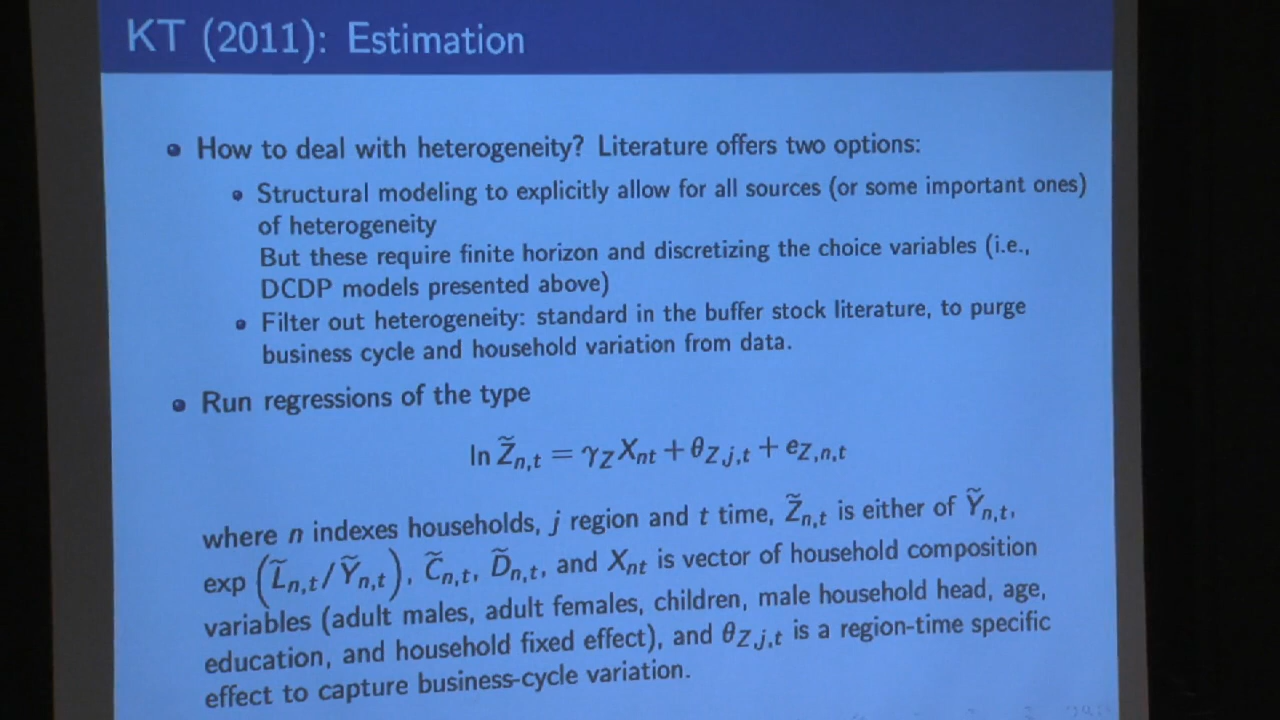 KT (2011): Estimation
• How to deal with heterogeneity? Literature offers two options:
• Structural modeling to explicitly allow for all sources (or some important ones)
of heterogeneity
But these require finite horizon and discretizing the choice variables (i.e.,
DCDP models presented above)
• Filter out heterogeneity: standard in the buffer stock literature, to purge
business cycle and household variation from data.
• Run regressions of the type
ln Z̃n,t = γZ Xnt + θZ,j,t + eZ,n,t
where n indexes households, j region and t time, Z̃n,t is either of Ỹn,t,
exp (L̃n,t/Ỹn,t), C̃n,t, D̃n,t, and Xnt is vector of household composition
variables (adult males, adult females, children, male household head, age,
education, and household fixed effect), and θZ,j,t is a region-time specific
effect to capture business-cycle variation.